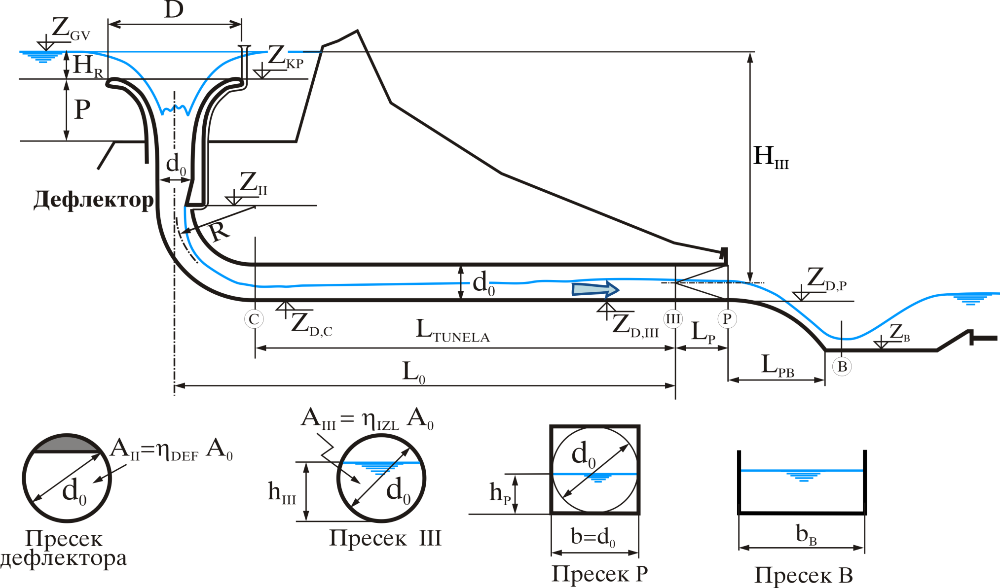 D
Z_GV
Z_KP
H_R
P
d_0
Z_II
Дефлектор
R
H_III
d_0
Z_D,P
C
Z_D,C
L_TUNELA
Z_D,III
III
L_P
P
Z_B
B
L_PB
L_0
A_II=η_DEF A_0
d_0
Пресек
дефлектора
A_III = η_IZL A_0
h_III
d_0
Пресек III
d_0
h_P
b=d_0
Пресек P
b_B
Пресек B